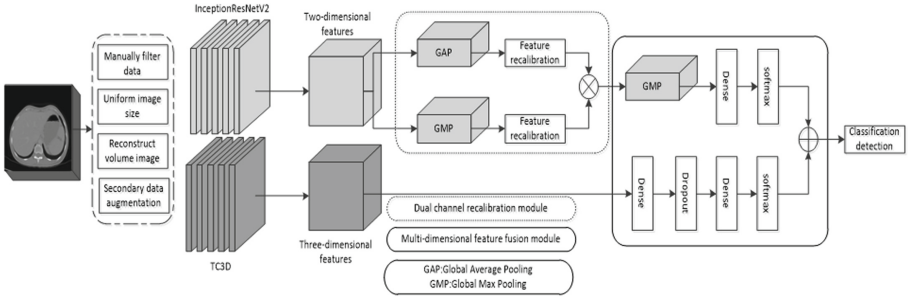 InceptionResNetV2
Two-dimensional
features
Manually filter
data
Uniform image
size
Reconstruct
volume image
Secondary data
augmentation
GAP
Feature
recalibration
GMP
Feature
recalibration
GMP
Dense
softmax
Classification
detection
Dense
Dropout
Dense
softmax
TC3D
Three-dimensional
features
Dual channel recalibration module
Multi-dimensional feature fusion module
GAP:Global Average Pooling
GMP:Global Max Pooling